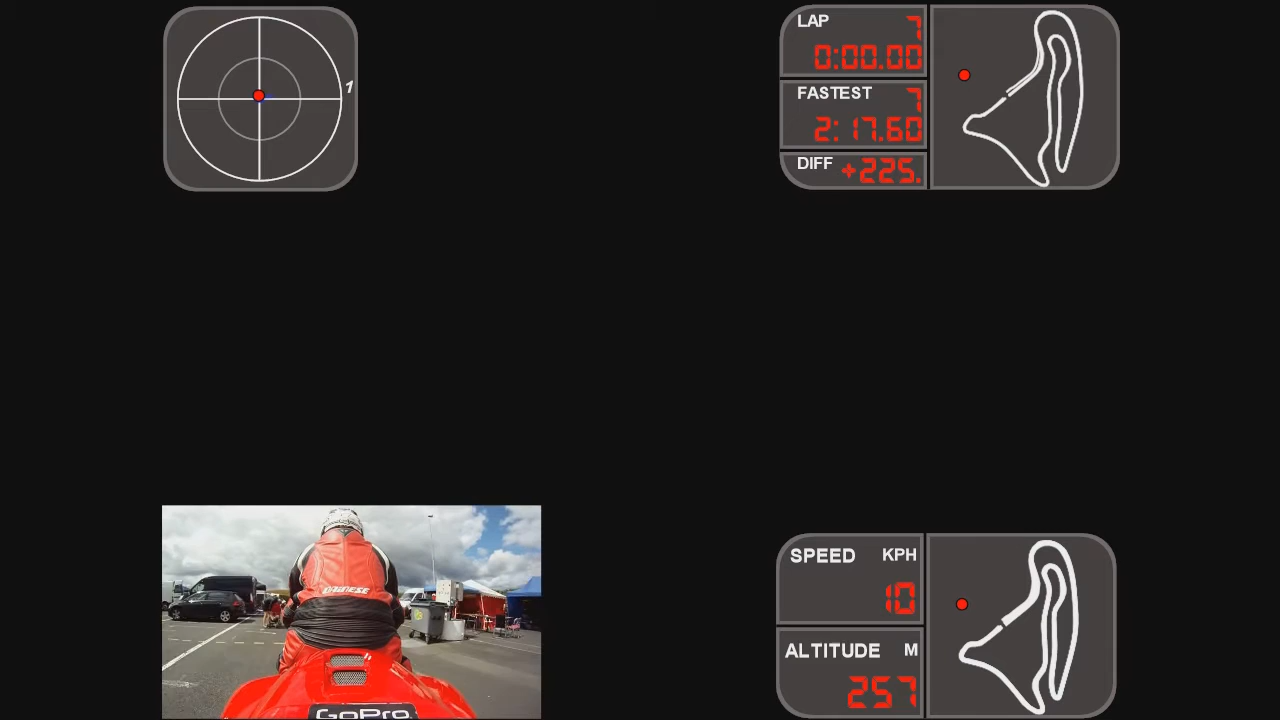 1
LAP 7
0:00.00
FASTEST 7
2:17.60
DIFF +225.
DAINESE
GoPro
SPEED KPH
10
ALTITUDE M
257